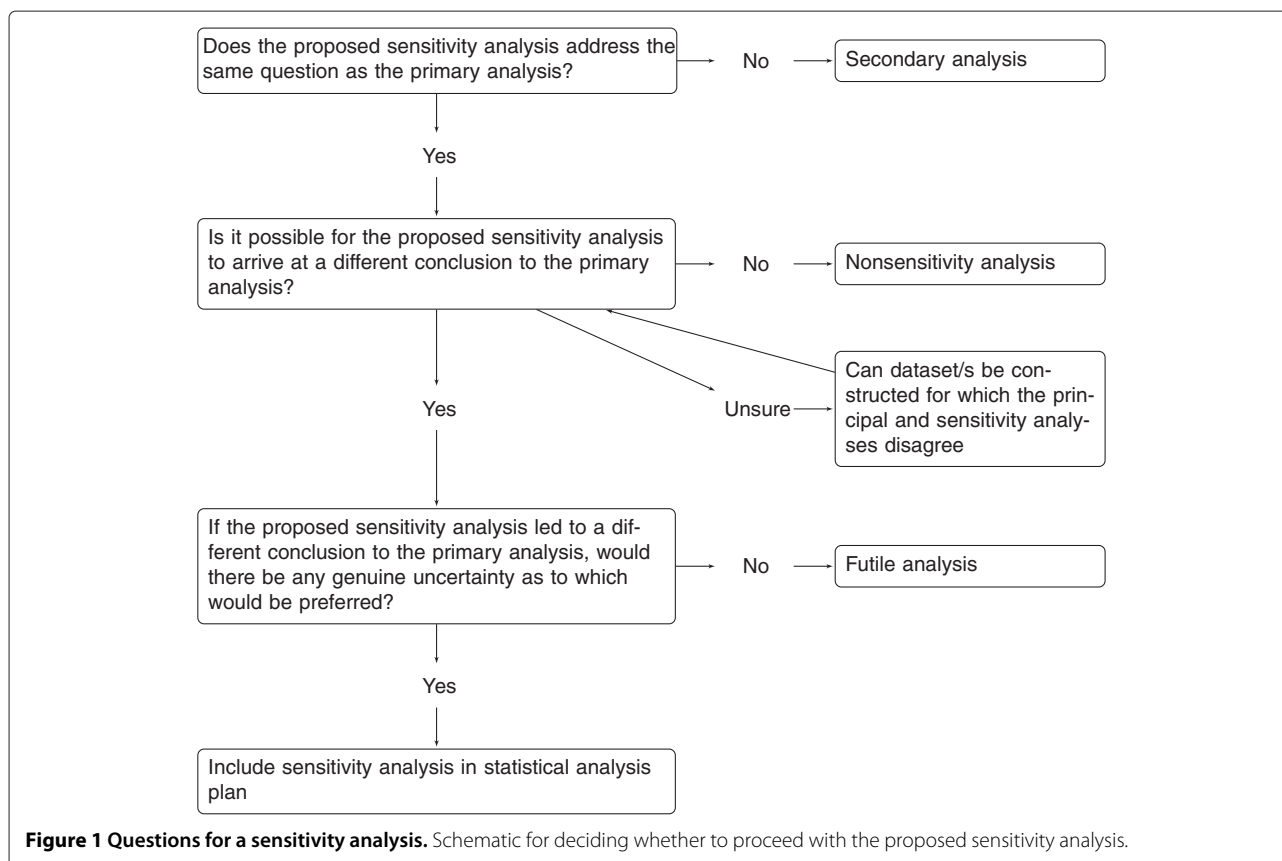 Does the proposed sensitivity analysis address the
same question as the primary analysis?
No
Secondary analysis
Yes
Is it possible for the proposed sensitivity analysis
to arrive at a different conclusion to the primary
analysis?
No
Nonsensitivity analysis
Yes
Unsure
Can dataset/s be con-
structed for which the prin-
cipal and sensitivity analy-
ses disagree
If the proposed sensitivity analysis led to a dif-
ferent conclusion to the primary analysis, would
there be any genuine uncertainty as to which
would be preferred?
No
Futile analysis
Yes
Include sensitivity analysis in statistical analysis
plan
Figure 1 Questions for a sensitivity analysis. Schematic for deciding whether to proceed with the proposed sensitivity analysis.